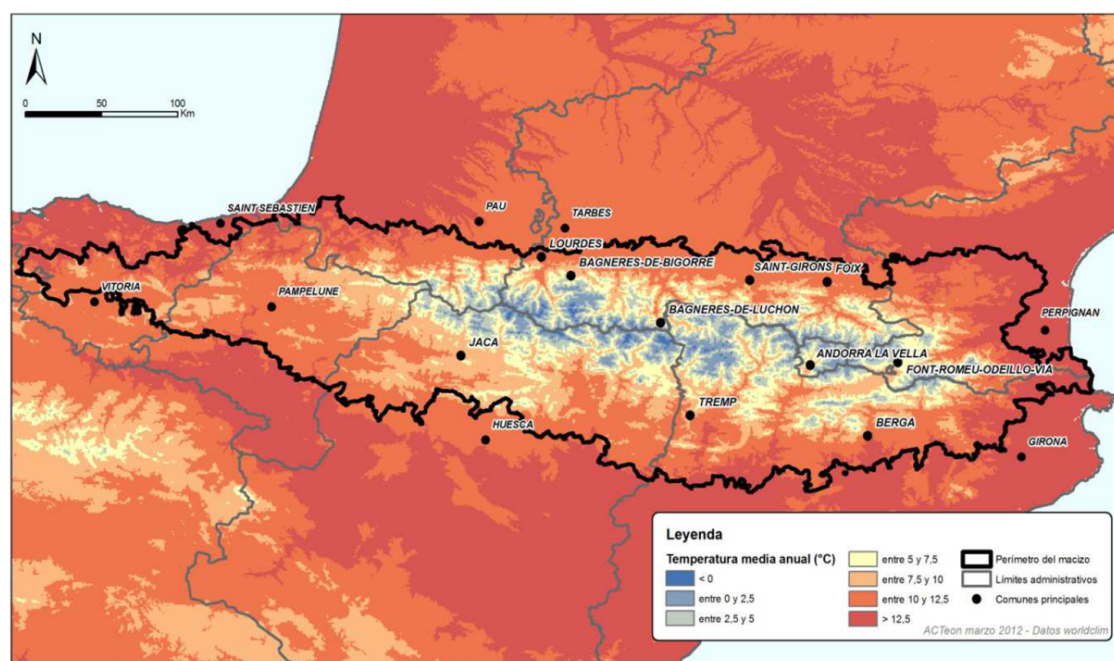 N
0 50 100
Km
SAINT SEBASTIEN
PAU
TARBES
LOURDES
BAGNERES-DE-BIGORRE
SAINT-GIRONS FOIX
VITORIA
PAMPELUNE
BAGNERES-DE-LUCHON
PERPIGNAN
JACA
ANDORRA LA VELLA
FONT-ROMEU-ODEILLO-VIA
TREMP
HUESCA
BERGA
GIRONA
Leyenda
Temperatura media anual (°C)
< 0
entre 0 y 2,5
entre 2,5 y 5
entre 5 y 7,5
entre 7,5 y 10
entre 10 y 12,5
> 12,5
Perímetro del macizo
Límites administrativos
Comunes principales
ACTeon marzo 2012 - Datos worldclim